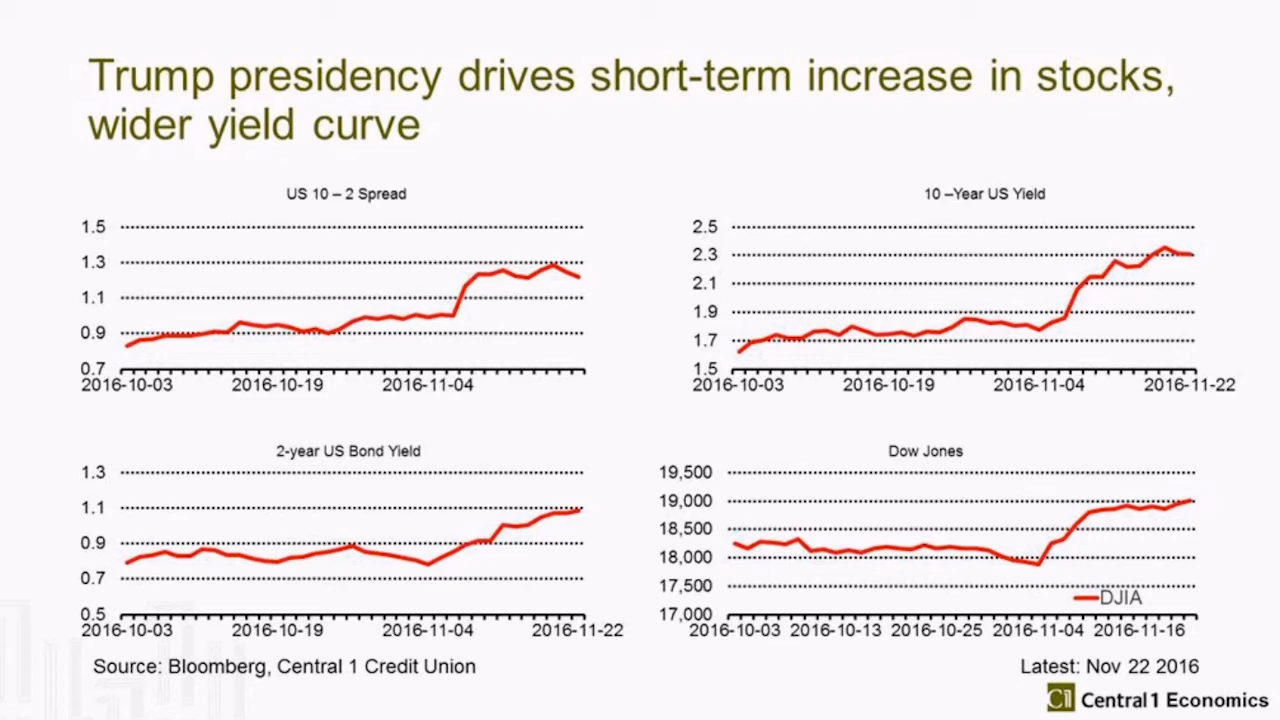 Trump presidency drives short-term increase in stocks,
wider yield curve
US 10 – 2 Spread
1.5
1.3
1.1
0.9
0.7
2016-10-03 2016-10-19 2016-11-04
10 –Year US Yield
2.5
2.3
2.1
1.9
1.7
1.5
2016-10-03 2016-10-19 2016-11-04 2016-11-22
2-year US Bond Yield
1.3
1.1
0.9
0.7
0.5
2016-10-03 2016-10-19 2016-11-04 2016-11-22
Dow Jones
19,500
19,000
18,500
18,000
17,500
17,000
DJIA
2016-10-03 2016-10-13 2016-10-25 2016-11-04 2016-11-16
Source: Bloomberg, Central 1 Credit Union
Latest: Nov 22 2016
C1 Central 1 Economics